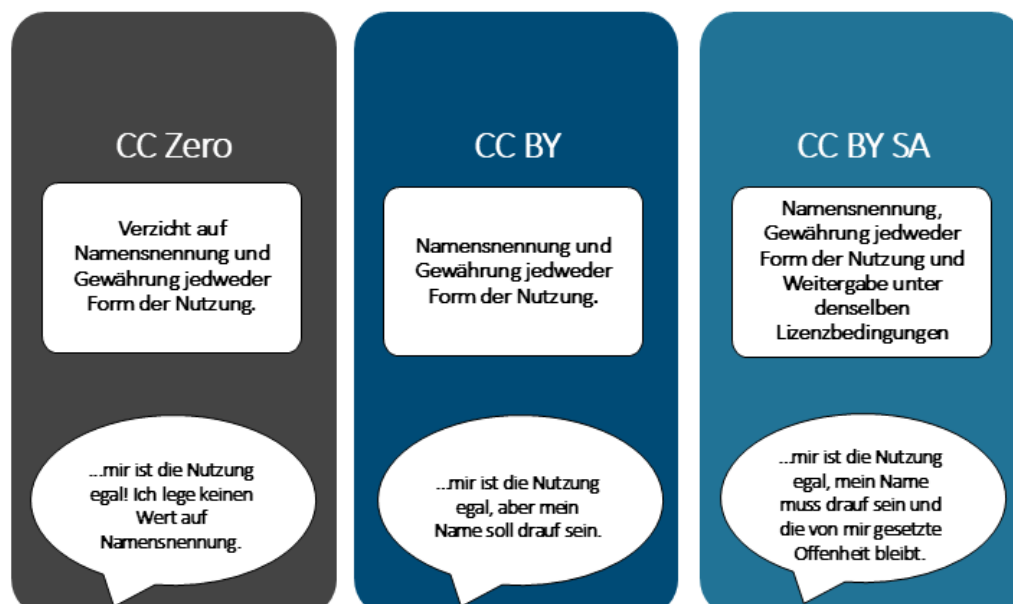 CC Zero
Verzicht auf
Namensnennung und
Gewährung jedweder
Form der Nutzung.
...mir ist die Nutzung
egal! Ich lege keinen
Wert auf
Namensnennung.
CC BY
Namensnennung und
Gewährung jedweder
Form der Nutzung.
...mir ist die Nutzung
egal, aber mein
Name soll drauf sein.
CC BY SA
Namensnennung,
Gewährung jedweder
Form der Nutzung und
Weitergabe unter
denselben
Lizenzbedingungen
...mir ist die Nutzung
egal, mein Name
muss drauf sein und
die von mir gesetzte
Offenheit bleibt.